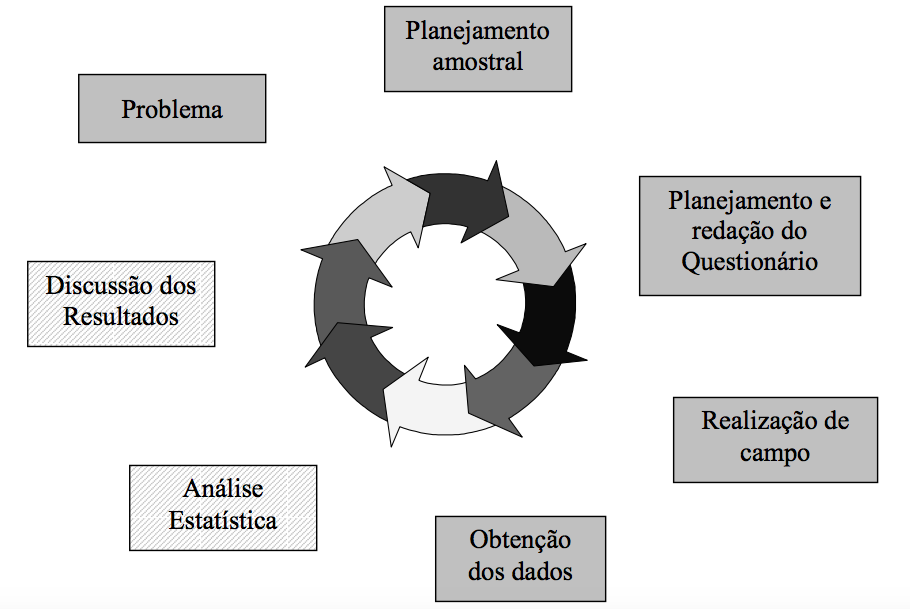 Planejamento
amostral
Problema
Planejamento e
redação do
Questionário
Discussão dos
Resultados
Realização de
campo
Análise
Estatística
Obtenção
dos dados